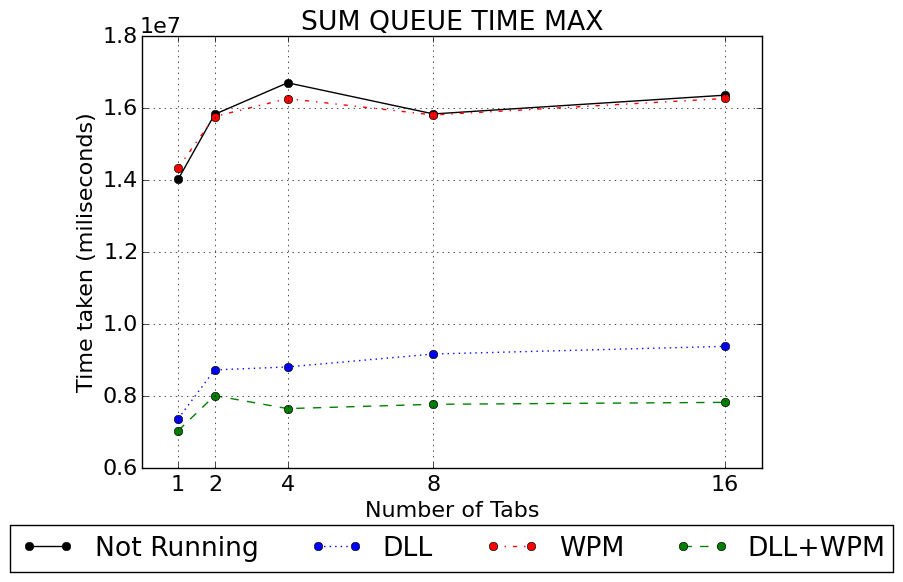 SUM QUEUE TIME MAX
1e7
1.8
1.6
1.4
1.2
1.0
0.8
0.6
Time taken (miliseconds)
1 2 4 8 16
Number of Tabs
Not Running DLL WPM DLL+WPM